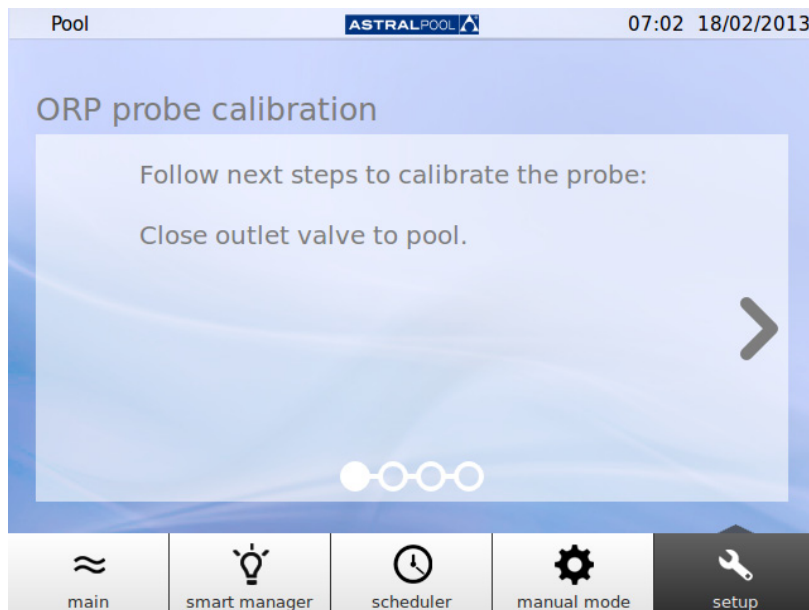 Pool ASTRALPOOL 07:02 18/02/2013
ORP probe calibration
Follow next steps to calibrate the probe:
Close outlet valve to pool.
main smart manager scheduler manual mode setup